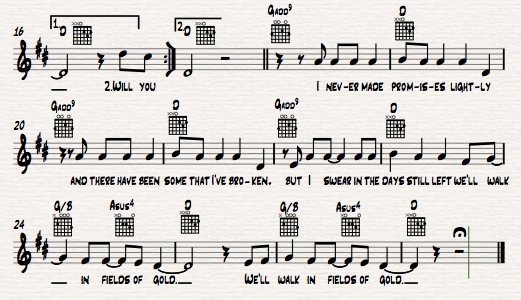 1. 2. Gadd9 D
16 D D
2. Will you I nev-er made prom-is-es light-ly
Gadd9 D Gadd9 D
20
and there have been some that I've bro-ken. But I swear in the days still left we'll walk
G/B Asus4 D G/B Asus4 D
24
in fields of gold. We'll walk in fields of gold.